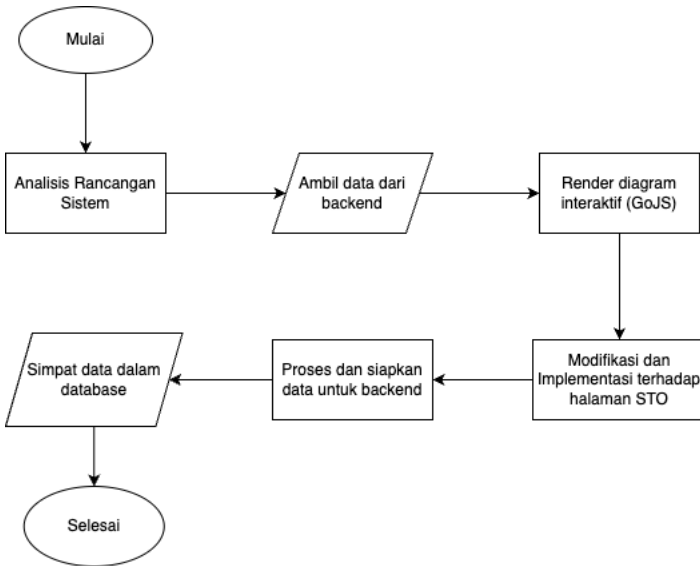 Mulai
Analisis Rancangan
Sistem
Ambil data dari
backend
Render diagram
interaktif (GoJS)
Modifikasi dan
Implementasi terhadap
halaman STO
Proses dan siapkan
data untuk backend
Simpat data dalam
database
Selesai